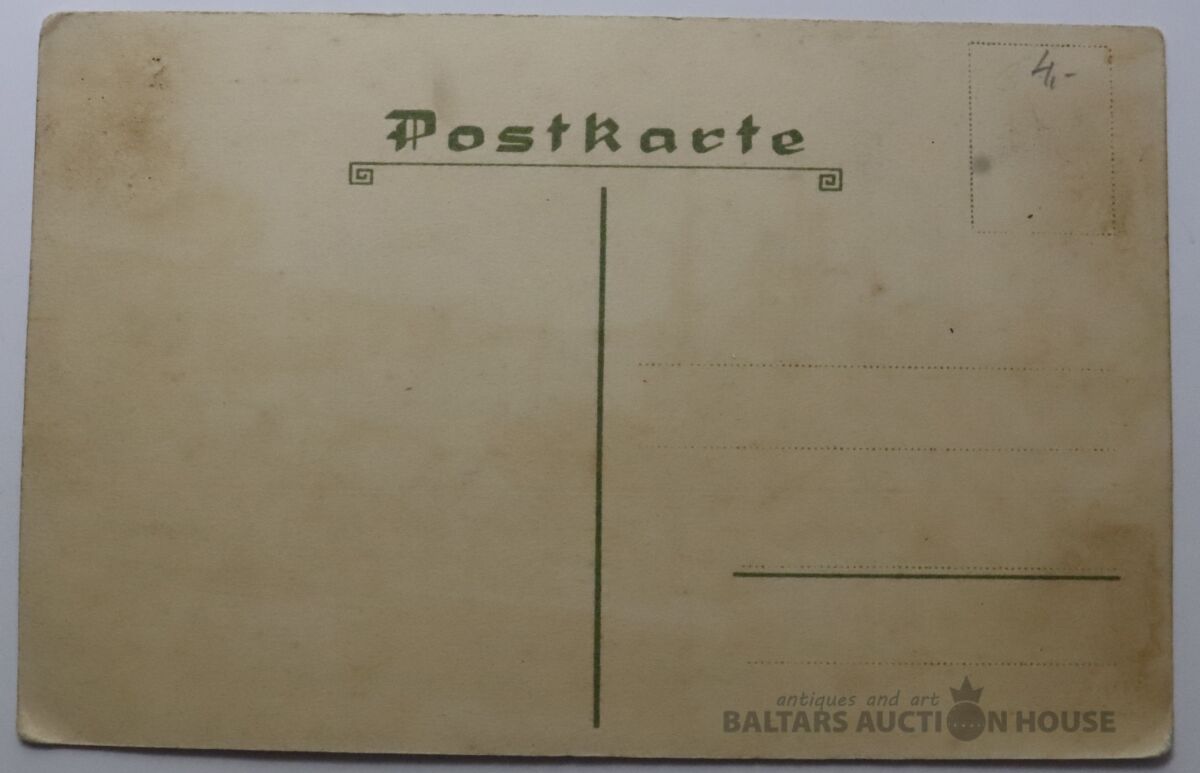 4,-
Postkarte
antiques and art
BALTARS AUCTION HOUSE